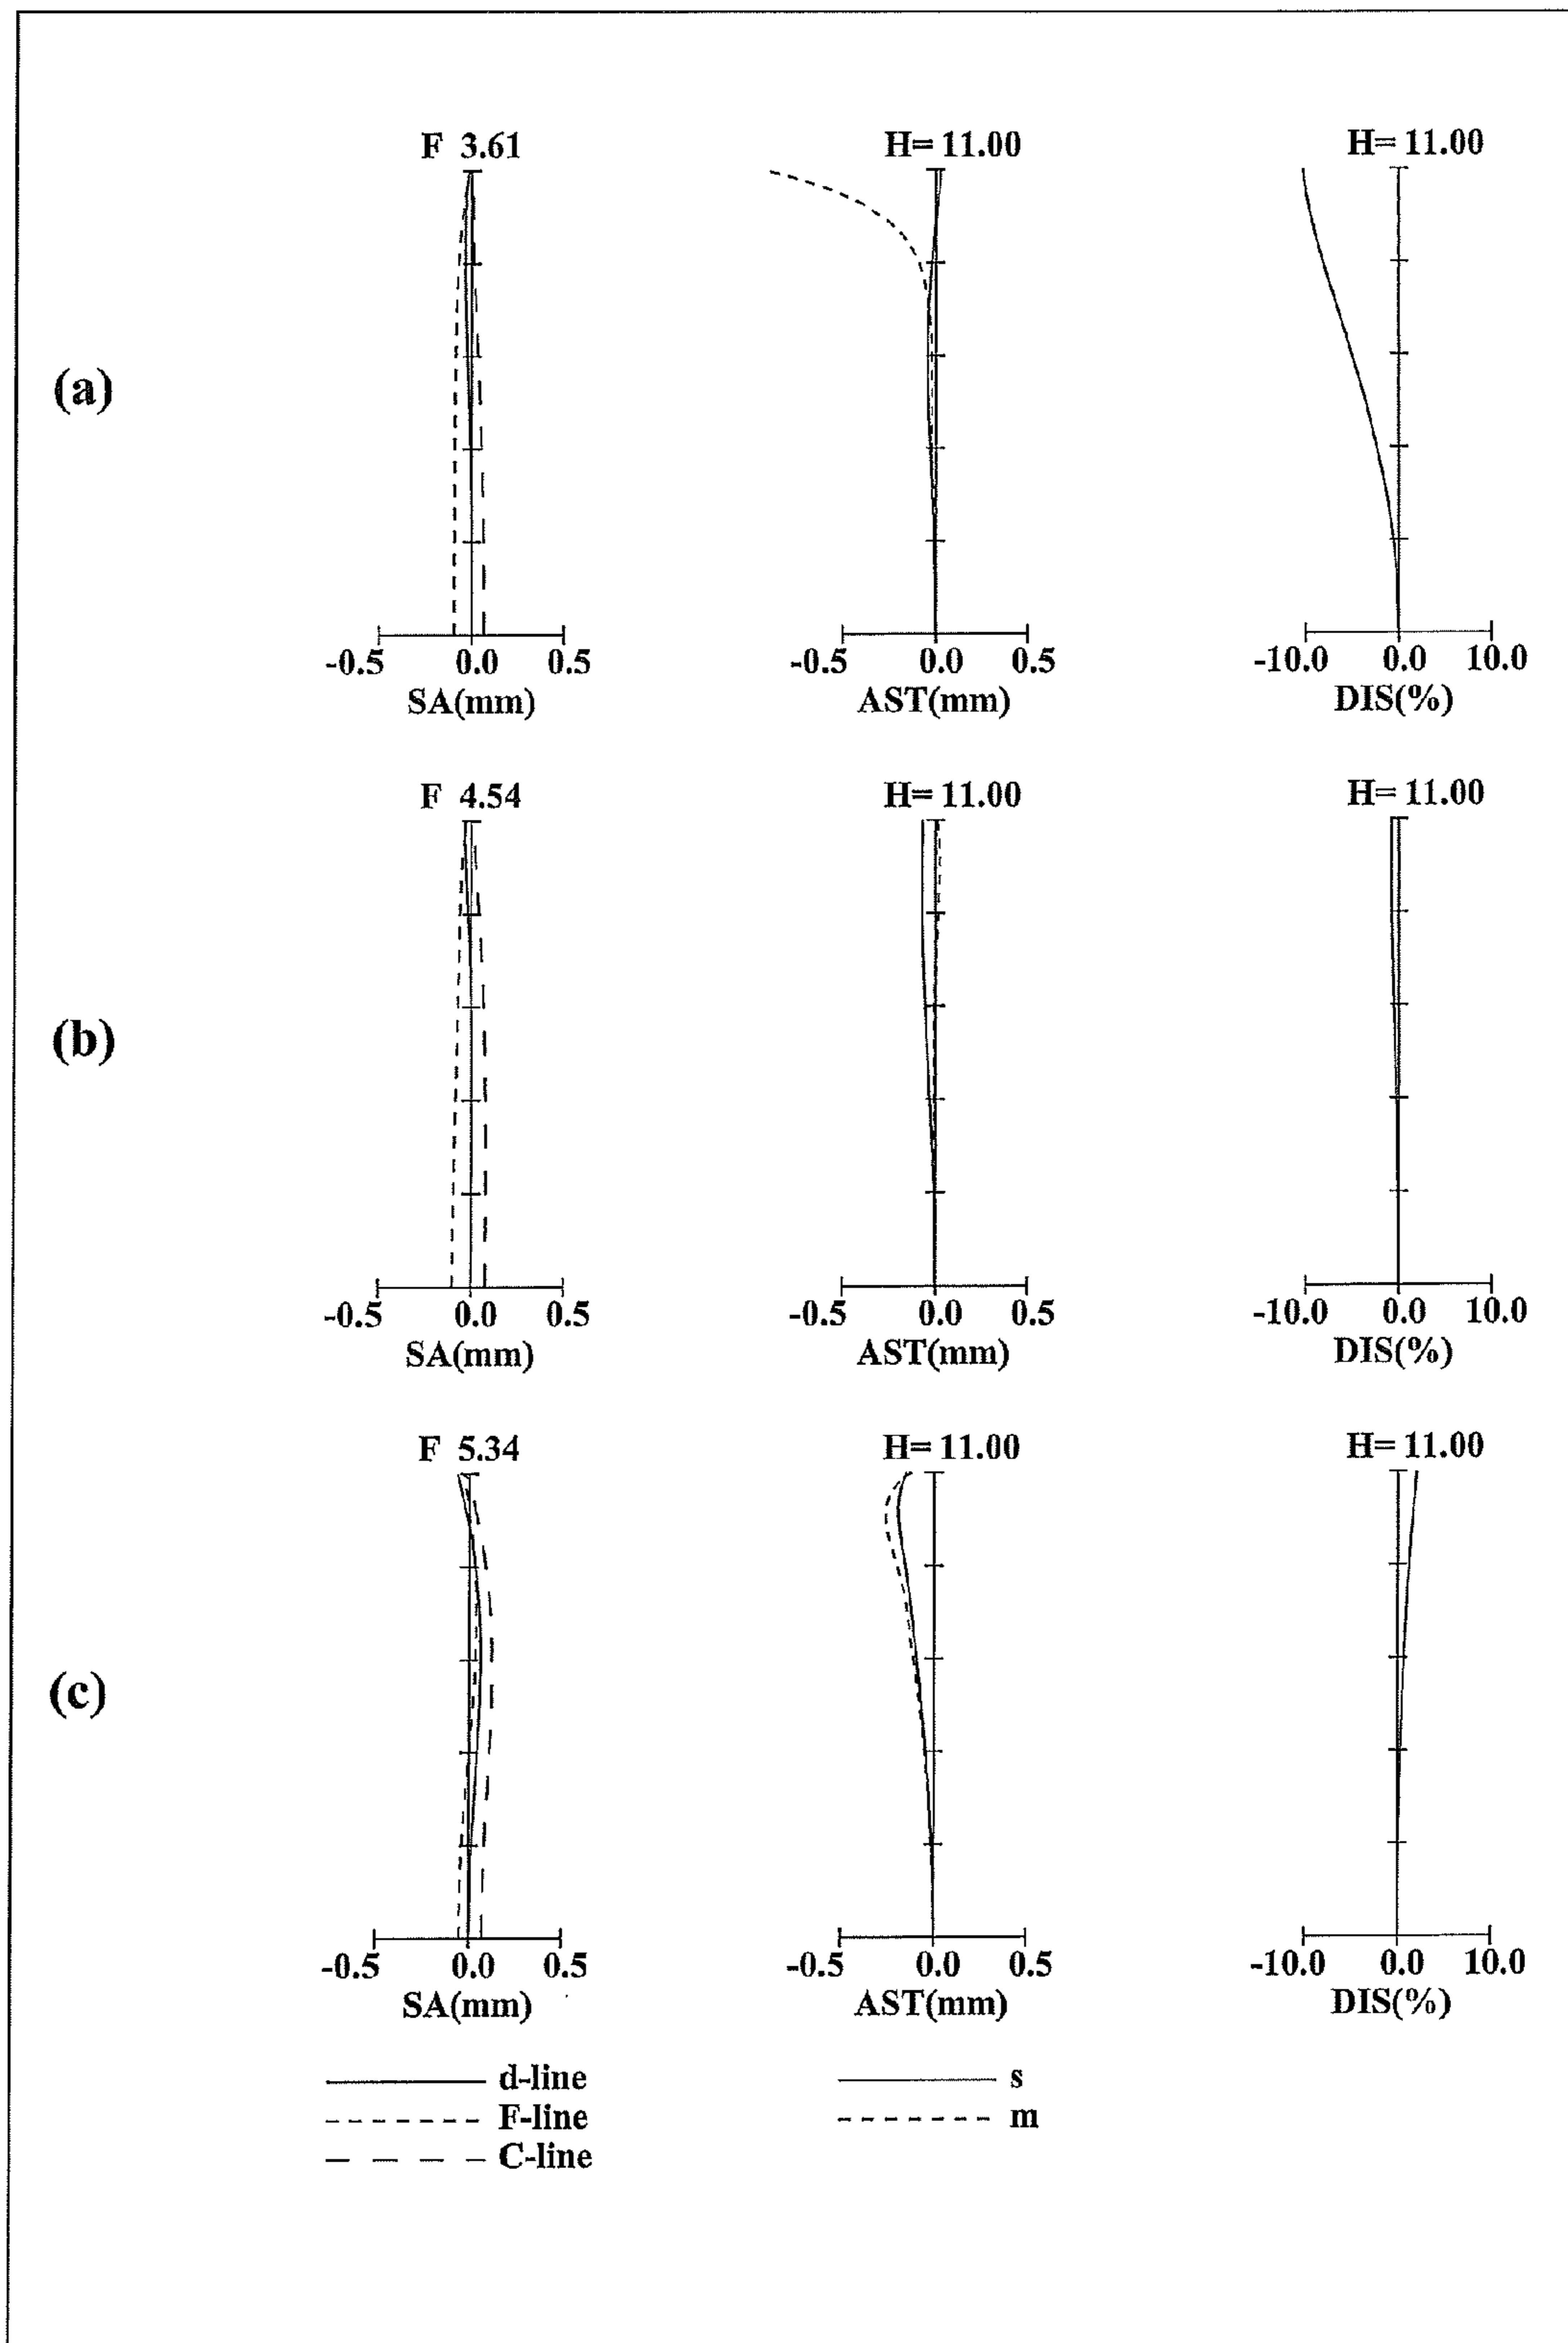 F 3.61 H= 11.00 H= 11.00
(a)
-0.5 0.0 0.5 -0.5 0.0 0.5 -10.0 0.0 10.0
SA(mm) AST(mm) DIS(%)
F 4.54 H= 11.00 H= 11.00
(b)
-0.5 0.0 0.5 -0.5 0.0 0.5 -10.0 0.0 10.0
SA(mm) AST(mm) DIS(%)
F 5.34 H= 11.00 H= 11.00
(c)
-0.5 0.0 0.5 -0.5 0.0 0.5 -10.0 0.0 10.0
SA(mm) AST(mm) DIS(%)
d-line s
F-line m
C-line